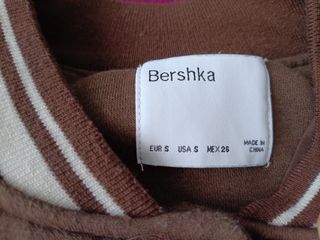 Bershka
EUR S USA S MEX 26
MADE IN
CHINA